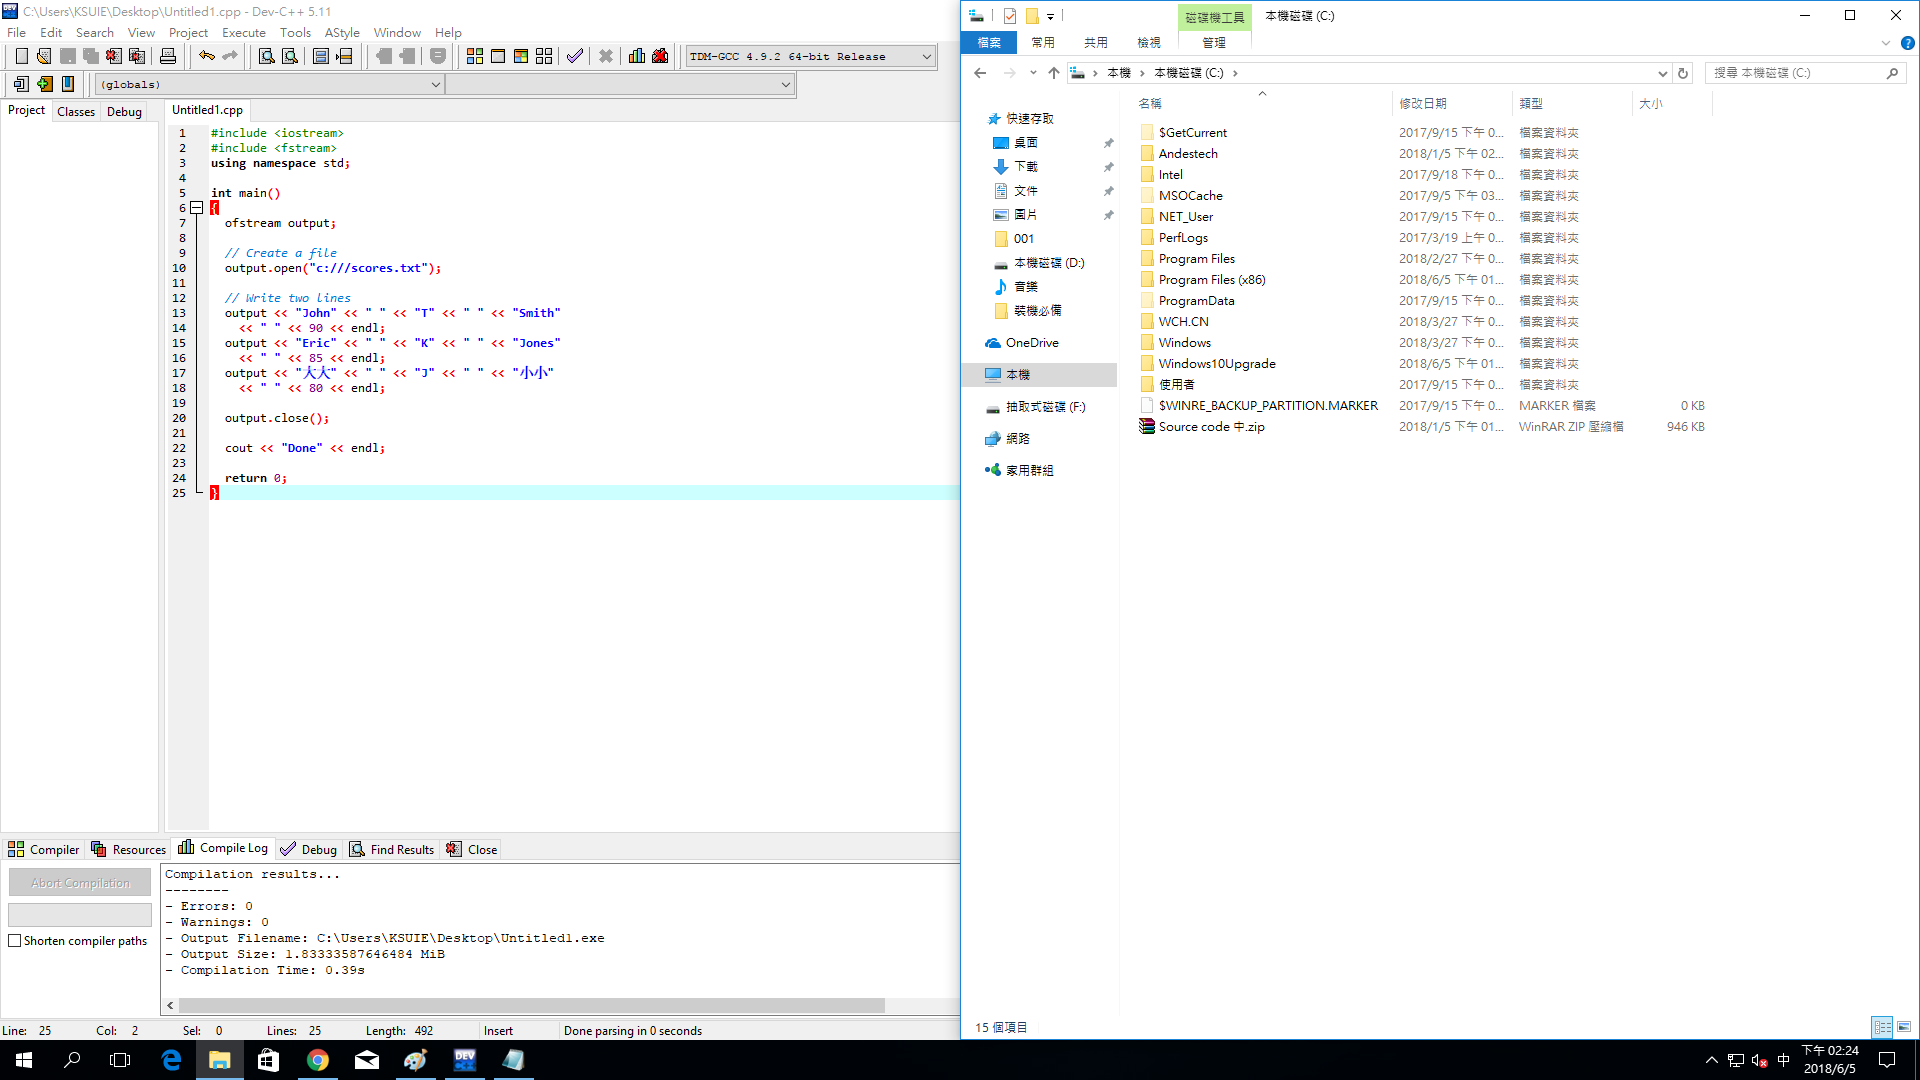 C:\Users\KSUIE\Desktop\Untitled1.cpp - Dev-C++ 5.11
File Edit Search View Project Execute Tools AStyle Window Help
TDM-GCC 4.9.2 64-bit Release
(globals)
Project Classes Debug
Untitled1.cpp
1 #include <iostream>
2 #include <fstream>
3 using namespace std;
4
5 int main()
6 {
7 ofstream output;
8
9 // Create a file
10 output.open("c:///scores.txt");
11
12 // Write two lines
13 output << "John" << " " << "T" << " " << "Smith"
14 << " " << 90 << endl;
15 output << "Eric" << " " << "K" << " " << "Jones"
16 << " " << 85 << endl;
17 output << "大大" << " " << "J" << " " << "小小"
18 << " " << 80 << endl;
19
20 output.close();
21
22 cout << "Done" << endl;
23
24 return 0;
25 }
Compiler Resources Compile Log Debug Find Results Close
Abort Compilation
Shorten compiler paths
Compilation results...
--------
- Errors: 0
- Warnings: 0
- Output Filename: C:\Users\KSUIE\Desktop\Untitled1.exe
- Output Size: 1.83333587646484 MiB
- Compilation Time: 0.39s
Line: 25 Col: 2 Sel: 0 Lines: 25 Length: 492 Insert Done parsing in 0 seconds
磁碟機工具 本機磁碟 (C:)
檔案 常用 共用 檢視 管理
本機 本機磁碟 (C:)
搜尋 本機磁碟 (C:)
快速存取
桌面
下載
文件
圖片
001
本機磁碟 (D:)
音樂
裝機必備
OneDrive
本機
抽取式磁碟 (F:)
網路
家用群組
名稱 修改日期 類型 大小
$GetCurrent 2017/9/15 下午 0... 檔案資料夾
Andestech 2018/1/5 下午 02... 檔案資料夾
Intel 2017/9/18 下午 0... 檔案資料夾
MSOCache 2017/9/5 下午 03... 檔案資料夾
NET_User 2017/9/15 下午 0... 檔案資料夾
PerfLogs 2017/3/19 上午 0... 檔案資料夾
Program Files 2018/2/27 下午 0... 檔案資料夾
Program Files (x86) 2018/6/5 下午 01... 檔案資料夾
ProgramData 2017/9/15 下午 0... 檔案資料夾
WCH.CN 2018/3/27 下午 0... 檔案資料夾
Windows 2018/3/27 下午 0... 檔案資料夾
Windows10Upgrade 2018/6/5 下午 01... 檔案資料夾
使用者 2017/9/15 下午 0... 檔案資料夾
$WINRE_BACKUP_PARTITION.MARKER 2017/9/15 下午 0... MARKER 檔案 0 KB
Source code 中.zip 2018/1/5 下午 01... WinRAR ZIP 壓縮檔 946 KB
15 個項目
DEV
中
下午 02:24
2018/6/5